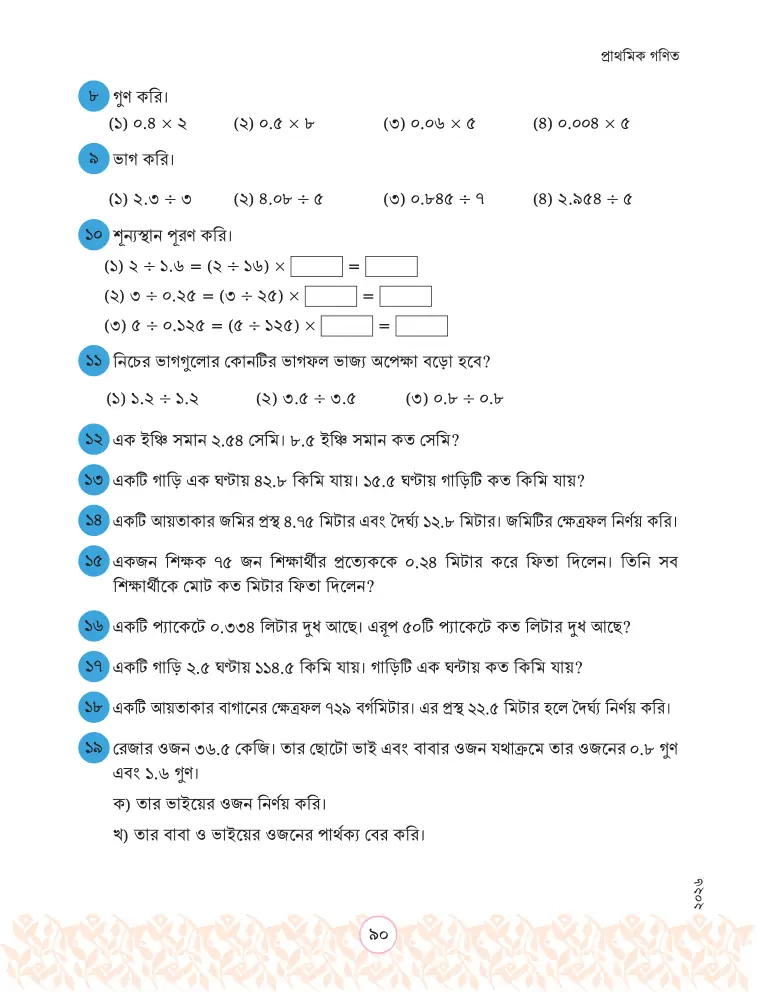 প্রাথমিক গণিত
৮ গুণ করি।
(১) ০.৪ × ২ (২) ০.৫ × ৮ (৩) ০.০৬ × ৫ (৪) ০.০০৪ × ৫
৯ ভাগ করি।
(১) ২.৩ ÷ ৩ (২) ৪.০৮ ÷ ৫ (৩) ০.৮৪৫ ÷ ৭ (৪) ২.৯৫৪ ÷ ৫
১০ শূন্যস্থান পূরণ করি।
(১) ২ ÷ ১.৬ = (২ ÷ ১৬) × =
(২) ৩ ÷ ০.২৫ = (৩ ÷ ২৫) × =
(৩) ৫ ÷ ০.১২৫ = (৫ ÷ ১২৫) × =
১১ নিচের ভাগগুলোর কোনটির ভাগফল ভাজ্য অপেক্ষা বড়ো হবে?
(১) ১.২ ÷ ১.২ (২) ৩.৫ ÷ ৩.৫ (৩) ০.৮ ÷ ০.৮
১২ এক ইঞ্চি সমান ২.৫৪ সেমি। ৮.৫ ইঞ্চি সমান কত সেমি?
১৩ একটি গাড়ি এক ঘণ্টায় ৪২.৮ কিমি যায়। ১৫.৫ ঘণ্টায় গাড়িটি কত কিমি যায়?
১৪ একটি আয়তাকার জমির প্রস্থ ৪.৭৫ মিটার এবং দৈর্ঘ্য ১২.৮ মিটার। জমিটির ক্ষেত্রফল নির্ণয় করি।
১৫ একজন শিক্ষক ৭৫ জন শিক্ষার্থীর প্রত্যেককে ০.২৪ মিটার করে ফিতা দিলেন। তিনি সব
শিক্ষার্থীকে মোট কত মিটার ফিতা দিলেন?
১৬ একটি প্যাকেটে ০.৩৩৪ লিটার দুধ আছে। এরূপ ৫০টি প্যাকেটে কত লিটার দুধ আছে?
১৭ একটি গাড়ি ২.৫ ঘণ্টায় ১১৪.৫ কিমি যায়। গাড়িটি এক ঘন্টায় কত কিমি যায়?
১৮ একটি আয়তাকার বাগানের ক্ষেত্রফল ৭২৯ বর্গমিটার। এর প্রস্থ ২২.৫ মিটার হলে দৈর্ঘ্য নির্ণয় করি।
১৯ রেজার ওজন ৩৬.৫ কেজি। তার ছোটো ভাই এবং বাবার ওজন যথাক্রমে তার ওজনের ০.৮ গুণ
এবং ১.৬ গুণ।
ক) তার ভাইয়ের ওজন নির্ণয় করি।
খ) তার বাবা ও ভাইয়ের ওজনের পার্থক্য বের করি।
২০২৬
৯০